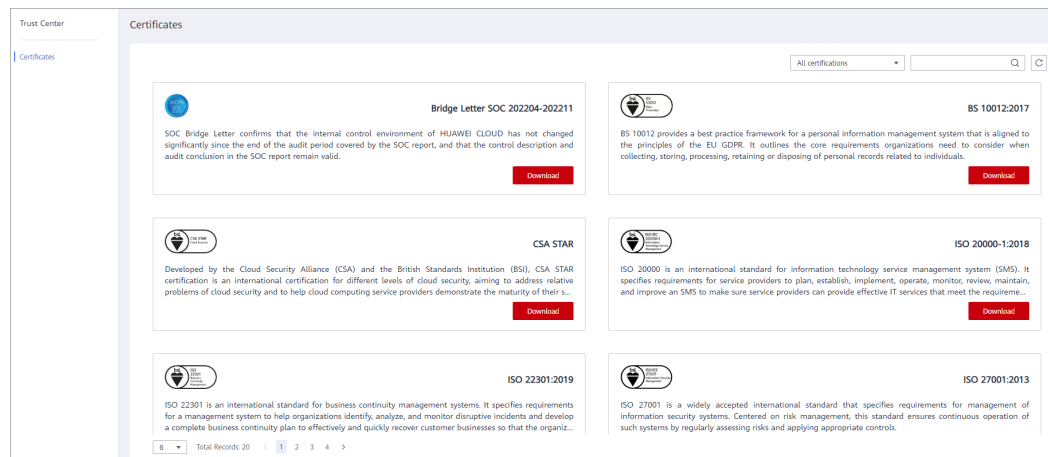 Trust Center
Certificates
Certificates
All certifications
Bridge Letter SOC 202204-202211
SOC Bridge Letter confirms that the internal control environment of HUAWEI CLOUD has not changed
significantly since the end of the audit period covered by the SOC report, and that the control description and
audit conclusion in the SOC report remain valid.
Download
BS 10012:2017
BS 10012 provides a best practice framework for a personal information management system that is aligned to
the principles of the EU GDPR. It outlines the core requirements organizations need to consider when
collecting, storing, processing, retaining or disposing of personal records related to individuals.
Download
CSA STAR
Developed by the Cloud Security Alliance (CSA) and the British Standards Institution (BSI), CSA STAR
certification is an international certification for different levels of cloud security, aiming to address relative
problems of cloud security and to help cloud computing service providers demonstrate the maturity of their s...
Download
ISO 20000-1:2018
ISO 20000 is an international standard for information technology service management system (SMS). It
specifies requirements for service providers to plan, establish, implement, operate, monitor, review, maintain,
and improve an SMS to make sure service providers can provide effective IT services that meet the requireme...
Download
ISO 22301:2019
ISO 22301 is an international standard for business continuity management systems. It specifies requirements
for a management system to help organizations identify, analyze, and monitor disruptive incidents and develop
a complete business continuity plan to effectively and quickly recover customer businesses so that the organiz...
ISO 27001:2013
ISO 27001 is a widely accepted international standard that specifies requirements for management of
information security systems. Centered on risk management, this standard ensures continuous operation of
such systems by regularly assessing risks and applying appropriate controls.
6 Total Records: 20 < 1 2 3 4 >